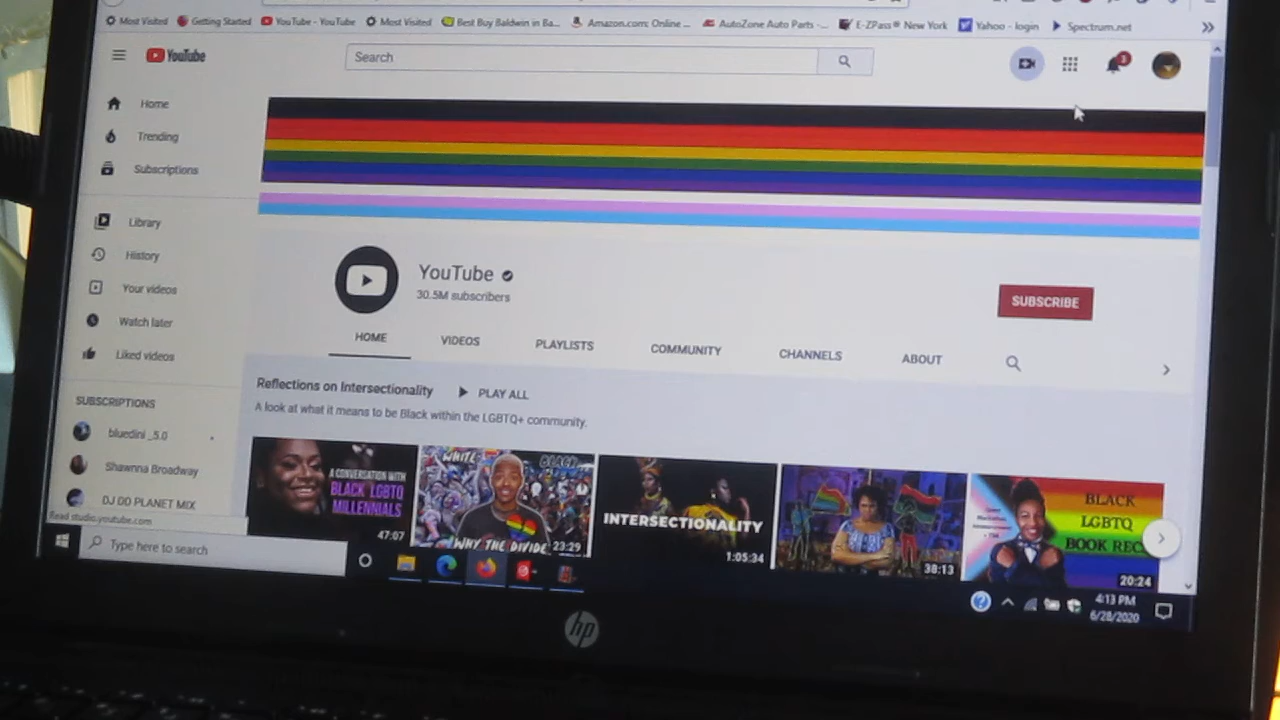 Most Visited Getting Started YouTube - YouTube Most Visited Best Buy Baldwin in Ba... Amazon.com: Online ... AutoZone Auto Parts -... E-ZPass® New York Yahoo - login Spectrum.net
YouTube
Search
3
Home
Trending
Subscriptions
Library
History
Your videos
Watch later
Liked videos
SUBSCRIPTIONS
bluedini _5.0
Shawnna Broadway
DJ DD PLANET MIX
YouTube
30.5M subscribers
SUBSCRIBE
HOME VIDEOS PLAYLISTS COMMUNITY CHANNELS ABOUT
Reflections on Intersectionality PLAY ALL
A look at what it means to be Black within the LGBTQ+ community.
A CONVERSATION WITH
BLACK LGBTQ
MILLENNIALS
47:07
WHITE BLACK
WHY THE DIVIDE
23:29
INTERSECTIONALITY
1:05:34
38:13
BLACK
LGBTQ
BOOK REC
20:24
Read studio.youtube.com
Type here to search
4:13 PM
6/28/2020
hp